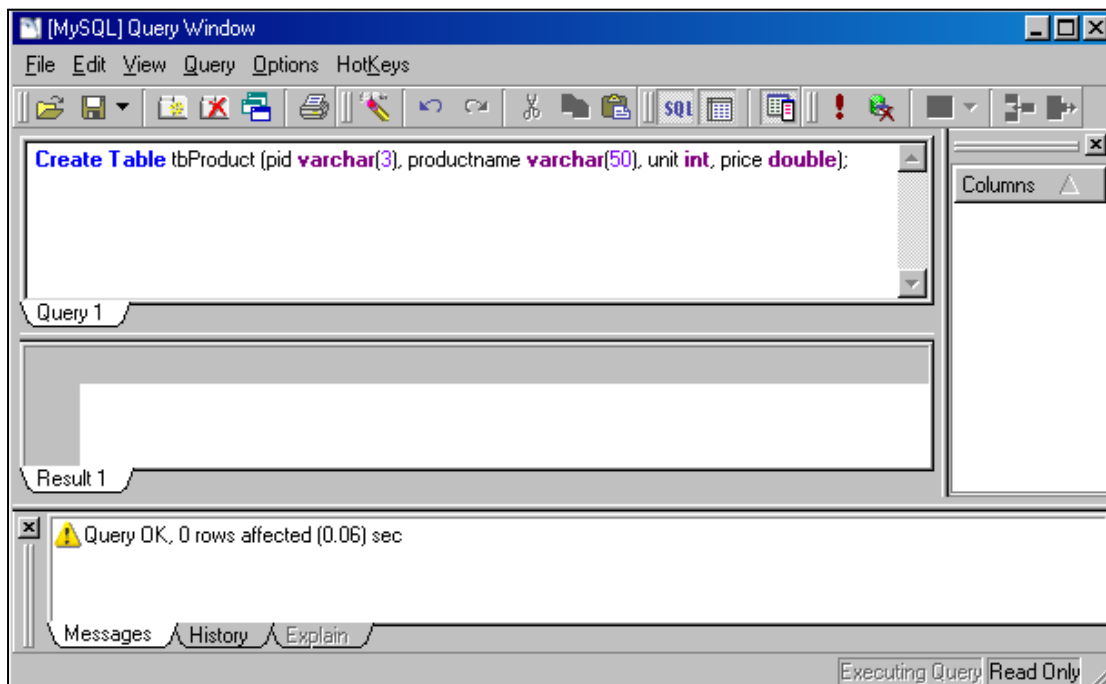 [MySQL] Query Window
File Edit View Query Options HotKeys
SQL
Create Table tbProduct (pid varchar(3), productname varchar(50), unit int, price double);
Columns
Query 1
Result 1
Query OK, 0 rows affected (0.06) sec
Messages History Explain
Executing Query Read Only